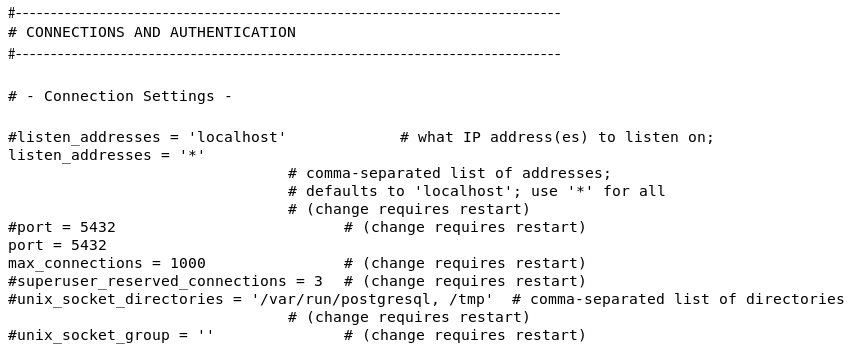 #------------------------------------------------------------------------------
# CONNECTIONS AND AUTHENTICATION
#------------------------------------------------------------------------------
# - Connection Settings -
#listen_addresses = 'localhost'		# what IP address(es) to listen on;
listen_addresses = '*'
					# comma-separated list of addresses;
					# defaults to 'localhost'; use '*' for all
					# (change requires restart)
#port = 5432				# (change requires restart)
port = 5432
max_connections = 1000			# (change requires restart)
#superuser_reserved_connections = 3	# (change requires restart)
#unix_socket_directories = '/var/run/postgresql, /tmp'	# comma-separated list of directories
					# (change requires restart)
#unix_socket_group = ''			# (change requires restart)